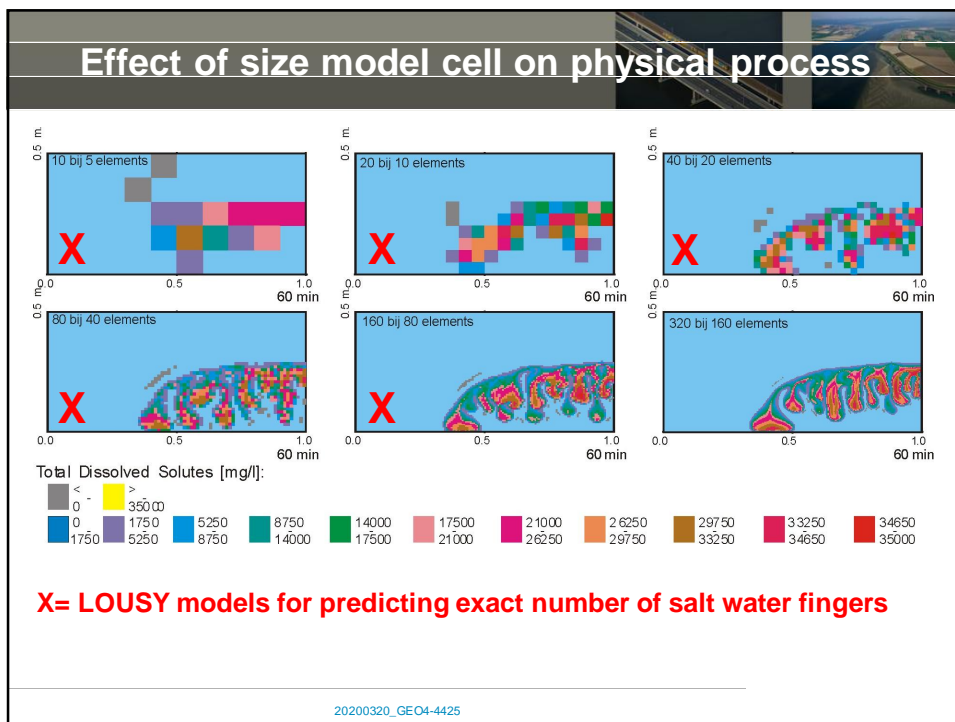 Effect of size model cell on physical process
0.5 m.
10 bij 5 elements
X
0.0
0.5
1.0
60 min
0.5 m.
20 bij 10 elements
X
0.0
0.5
1.0
60 min
0.5 m.
40 bij 20 elements
X
0.0
0.5
1.0
60 min
0.5 m.
80 bij 40 elements
X
0.0
0.5
1.0
60 min
0.5 m.
160 bij 80 elements
X
0.0
0.5
1.0
60 min
0.5 m.
320 bij 160 elements
0.0
0.5
1.0
60 min
Total Dissolved Solutes [mg/l]:
< - 0
> - 35000
0 - 1750
1750 - 5250
5250 - 8750
8750 - 14000
14000 - 17500
17500 - 21000
21000 - 26250
26250 - 29750
29750 - 33250
33250 - 34650
34650 - 35000
X= LOUSY models for predicting exact number of salt water fingers
20200320_GEO4-4425